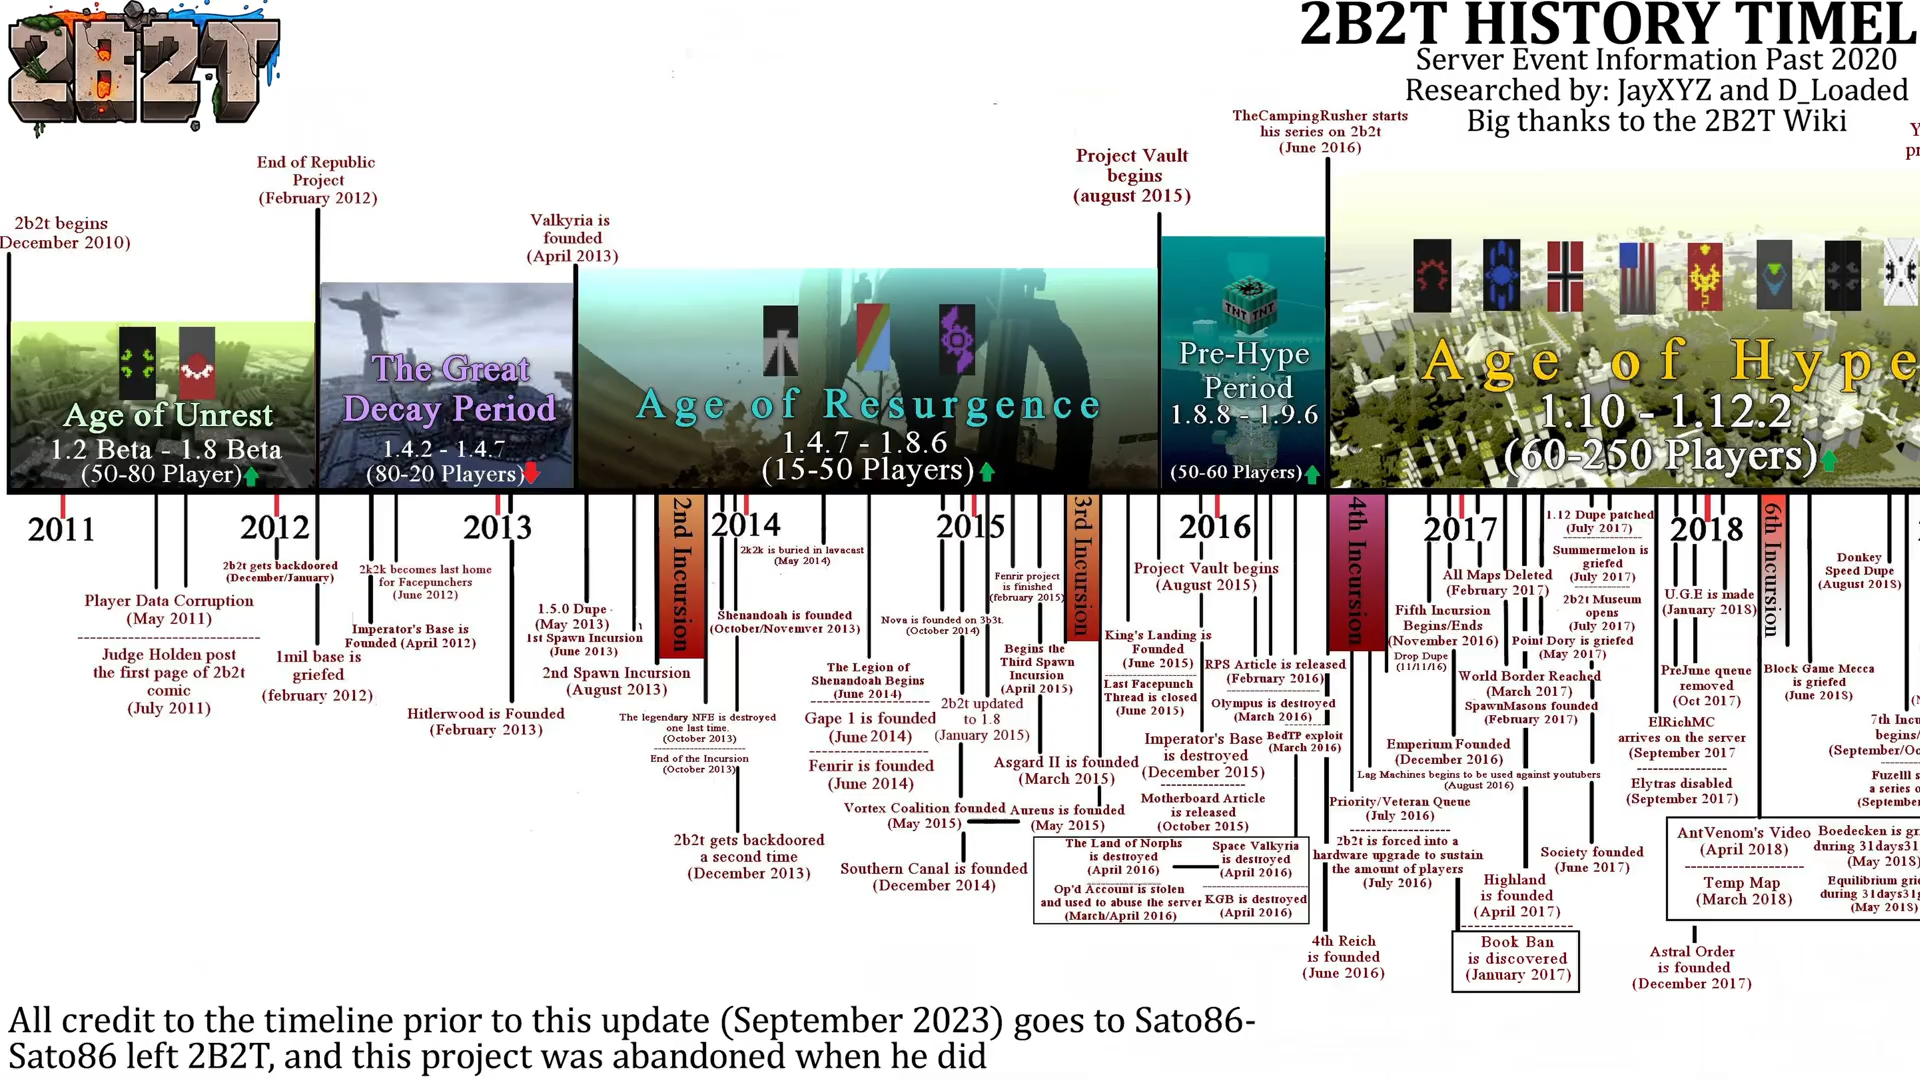 2B2T
2B2T HISTORY TIMEL
Server Event Information Past 2020
Researched by: JayXYZ and D_Loaded
Big thanks to the 2B2T Wiki
2b2t begins
December 2010)
End of Republic
Project
(February 2012)
Valkyria is
founded
(April 2013)
Project Vault
begins
(august 2015)
TheCampingRusher starts
his series on 2b2t
(June 2016)
Age of Unrest
1.2 Beta - 1.8 Beta
(50-80 Player)
The Great
Decay Period
1.4.2 - 1.4.7
(80-20 Players)
Age of Resurgence
1.4.7 - 1.8.6
(15-50 Players)
TNT TNT
Pre-Hype
Period
1.8.8 - 1.9.6
(50-60 Players)
Age of Hype
1.10 - 1.12.2
(60-250 Players)
2011
2012
2013
2014
2015
2016
2017
2018
2nd Incursion
3rd Incursion
4th Incursion
6th Incursion
Player Data Corruption
(May 2011)
Judge Holden post
the first page of 2b2t
comic
(July 2011)
2b2t gets backdoored
(December/January)
1mil base is
griefed
(february 2012)
2k2k becomes last home
for Facepunchers
(June 2012)
Imperator's Base is
Founded (April 2012)
Hitlerwood is Founded
(February 2013)
1.5.0 Dupe
(May 2013)
1st Spawn Incursion
(June 2013)
2nd Spawn Incursion
(August 2013)
The legendary NFE is destroyed
one last time.
(October 2013)
End of the Incursion
(October 2013)
2b2t gets backdoored
a second time
(December 2013)
2k2k is buried in lavacast
(May 2014)
Shenandoah is founded
(October/Novemver 2013)
The Legion of
Shenandoah Begins
(June 2014)
Gape 1 is founded
(June 2014)
Fenrir is founded
(June 2014)
Vortex Coalition founded
(May 2015)
Aureus is founded
(May 2015)
Southern Canal is founded
(December 2014)
Nova is founded on 3b3t.
(October 2014)
2b2t updated
to 1.8
(January 2015)
Fenrir project
is finished
(february 2015)
Begins the
Third Spawn
Incursion
(April 2015)
Asgard II is founded
(March 2015)
Project Vault begins
(August 2015)
King's Landing is
Founded
(June 2015)
Last Facepunch
Thread is closed
(June 2015)
Imperator's Base
is destroyed
(December 2015)
Motherboard Article
is released
(October 2015)
RPS Article is released
(February 2016)
Olympus is destroyed
(March 2016)
BedTP exploit
(March 2016)
The Land of Norphs
is destroyed
(April 2016)
Space Valkyria
is destroyed
(April 2016)
Op'd Account is stolen
and used to abuse the server
(March/April 2016)
KGB is destroyed
(April 2016)
4th Reich
is founded
(June 2016)
Lag Machines begins to be used against youtubers
(August 2016)
Priority/Veteran Queue
(July 2016)
2b2t is forced into a
hardware upgrade to sustain
the amount of players
(July 2016)
All Maps Deleted
(February 2017)
Fifth Incursion
Begins/Ends
(November 2016)
Drop Dupe
(11/11/16)
World Border Reached
(March 2017)
SpawnMasons founded
(February 2017)
Emperium Founded
(December 2016)
Highland
is founded
(April 2017)
Book Ban
is discovered
(January 2017)
1.12 Dupe patched
(July 2017)
Summermelon is
griefed
(July 2017)
2b2t Museum
opens
(July 2017)
Point Dory is griefed
(May 2017)
Society founded
(June 2017)
U.G.E is made
(January 2018)
PreJune queue
removed
(Oct 2017)
ElRichMC
arrives on the server
(September 2017
Elytras disabled
(September 2017)
AntVenom's Video
(April 2018)
Temp Map
(March 2018)
Boedecken is gri
during 31days31
(May 2018)
Equilibrium grie
during 31days31g
(May 2018)
Astral Order
is founded
(December 2017)
Block Game Mecca
is griefed
(June 2018)
Donkey
Speed Dupe
(August 2018)
7th Incu
begins/
(September/Oc
Fuzelll s
a series o
(September
All credit to the timeline prior to this update (September 2023) goes to Sato86-
Sato86 left 2B2T, and this project was abandoned when he did